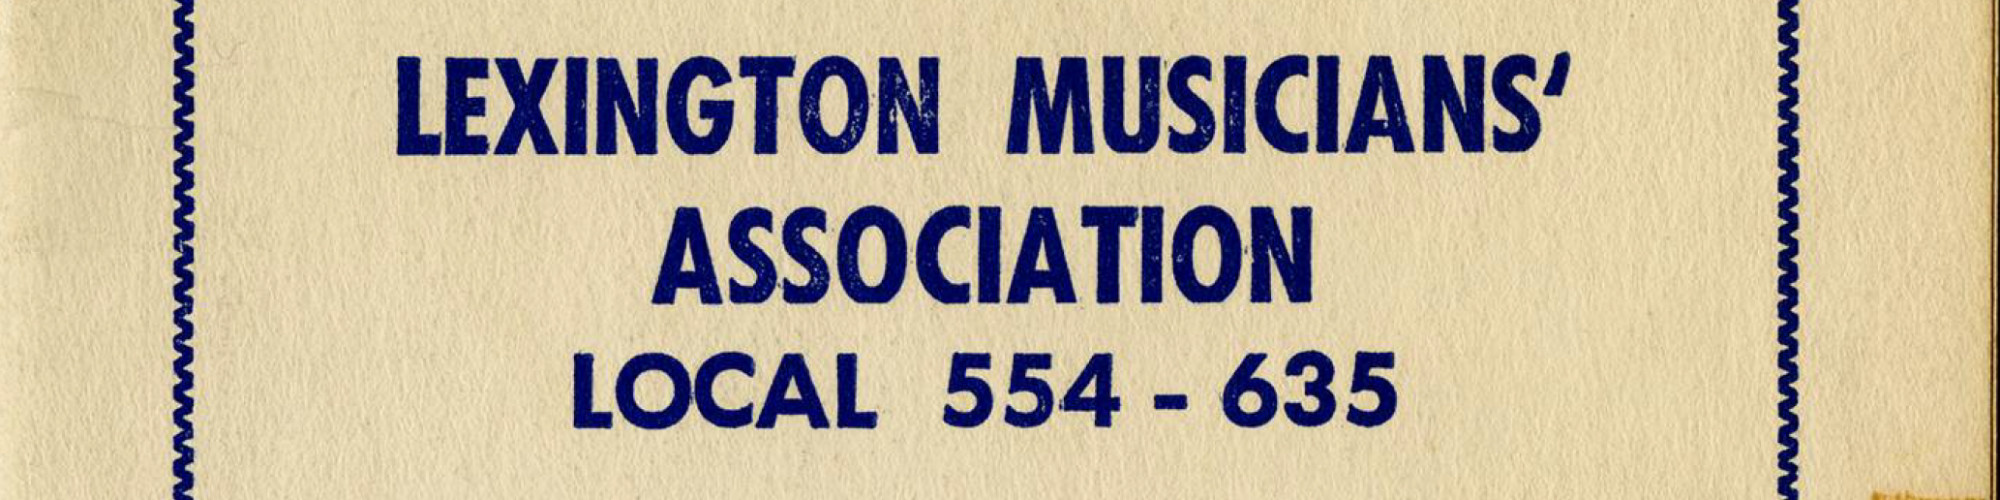 LEXINGTON MUSICIANS'
ASSOCIATION
LOCAL 554 - 635